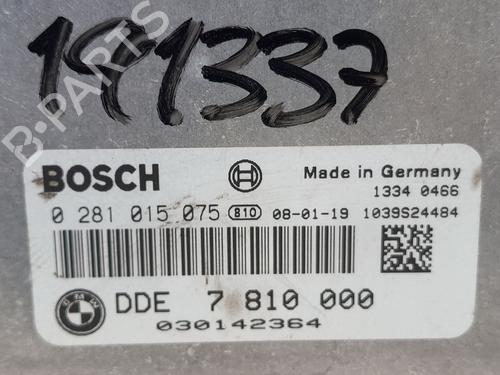 191337
B-PARTS
BOSCH
Made in Germany
1334 0466
0 281 015 075 B10 08-01-19 1039S24484
BMW
DDE 7 810 000
030142364